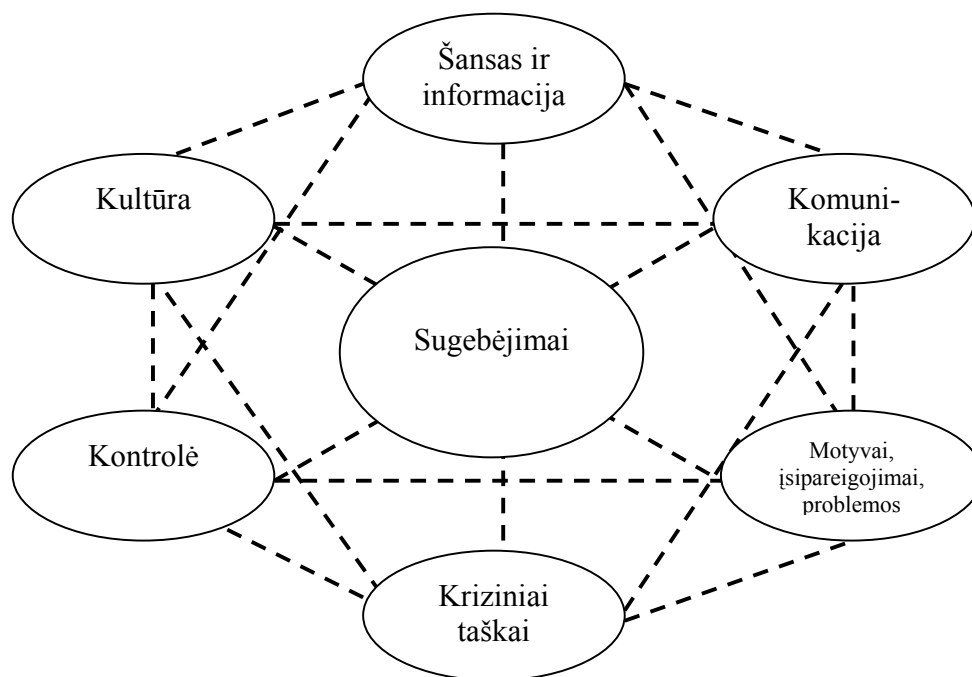 Šansas ir
informacija
Kultūra
Komuni-
kacija
Sugebėjimai
Kontrolė
Motyvai,
įsipareigojimai,
problemos
Kriziniai
taškai